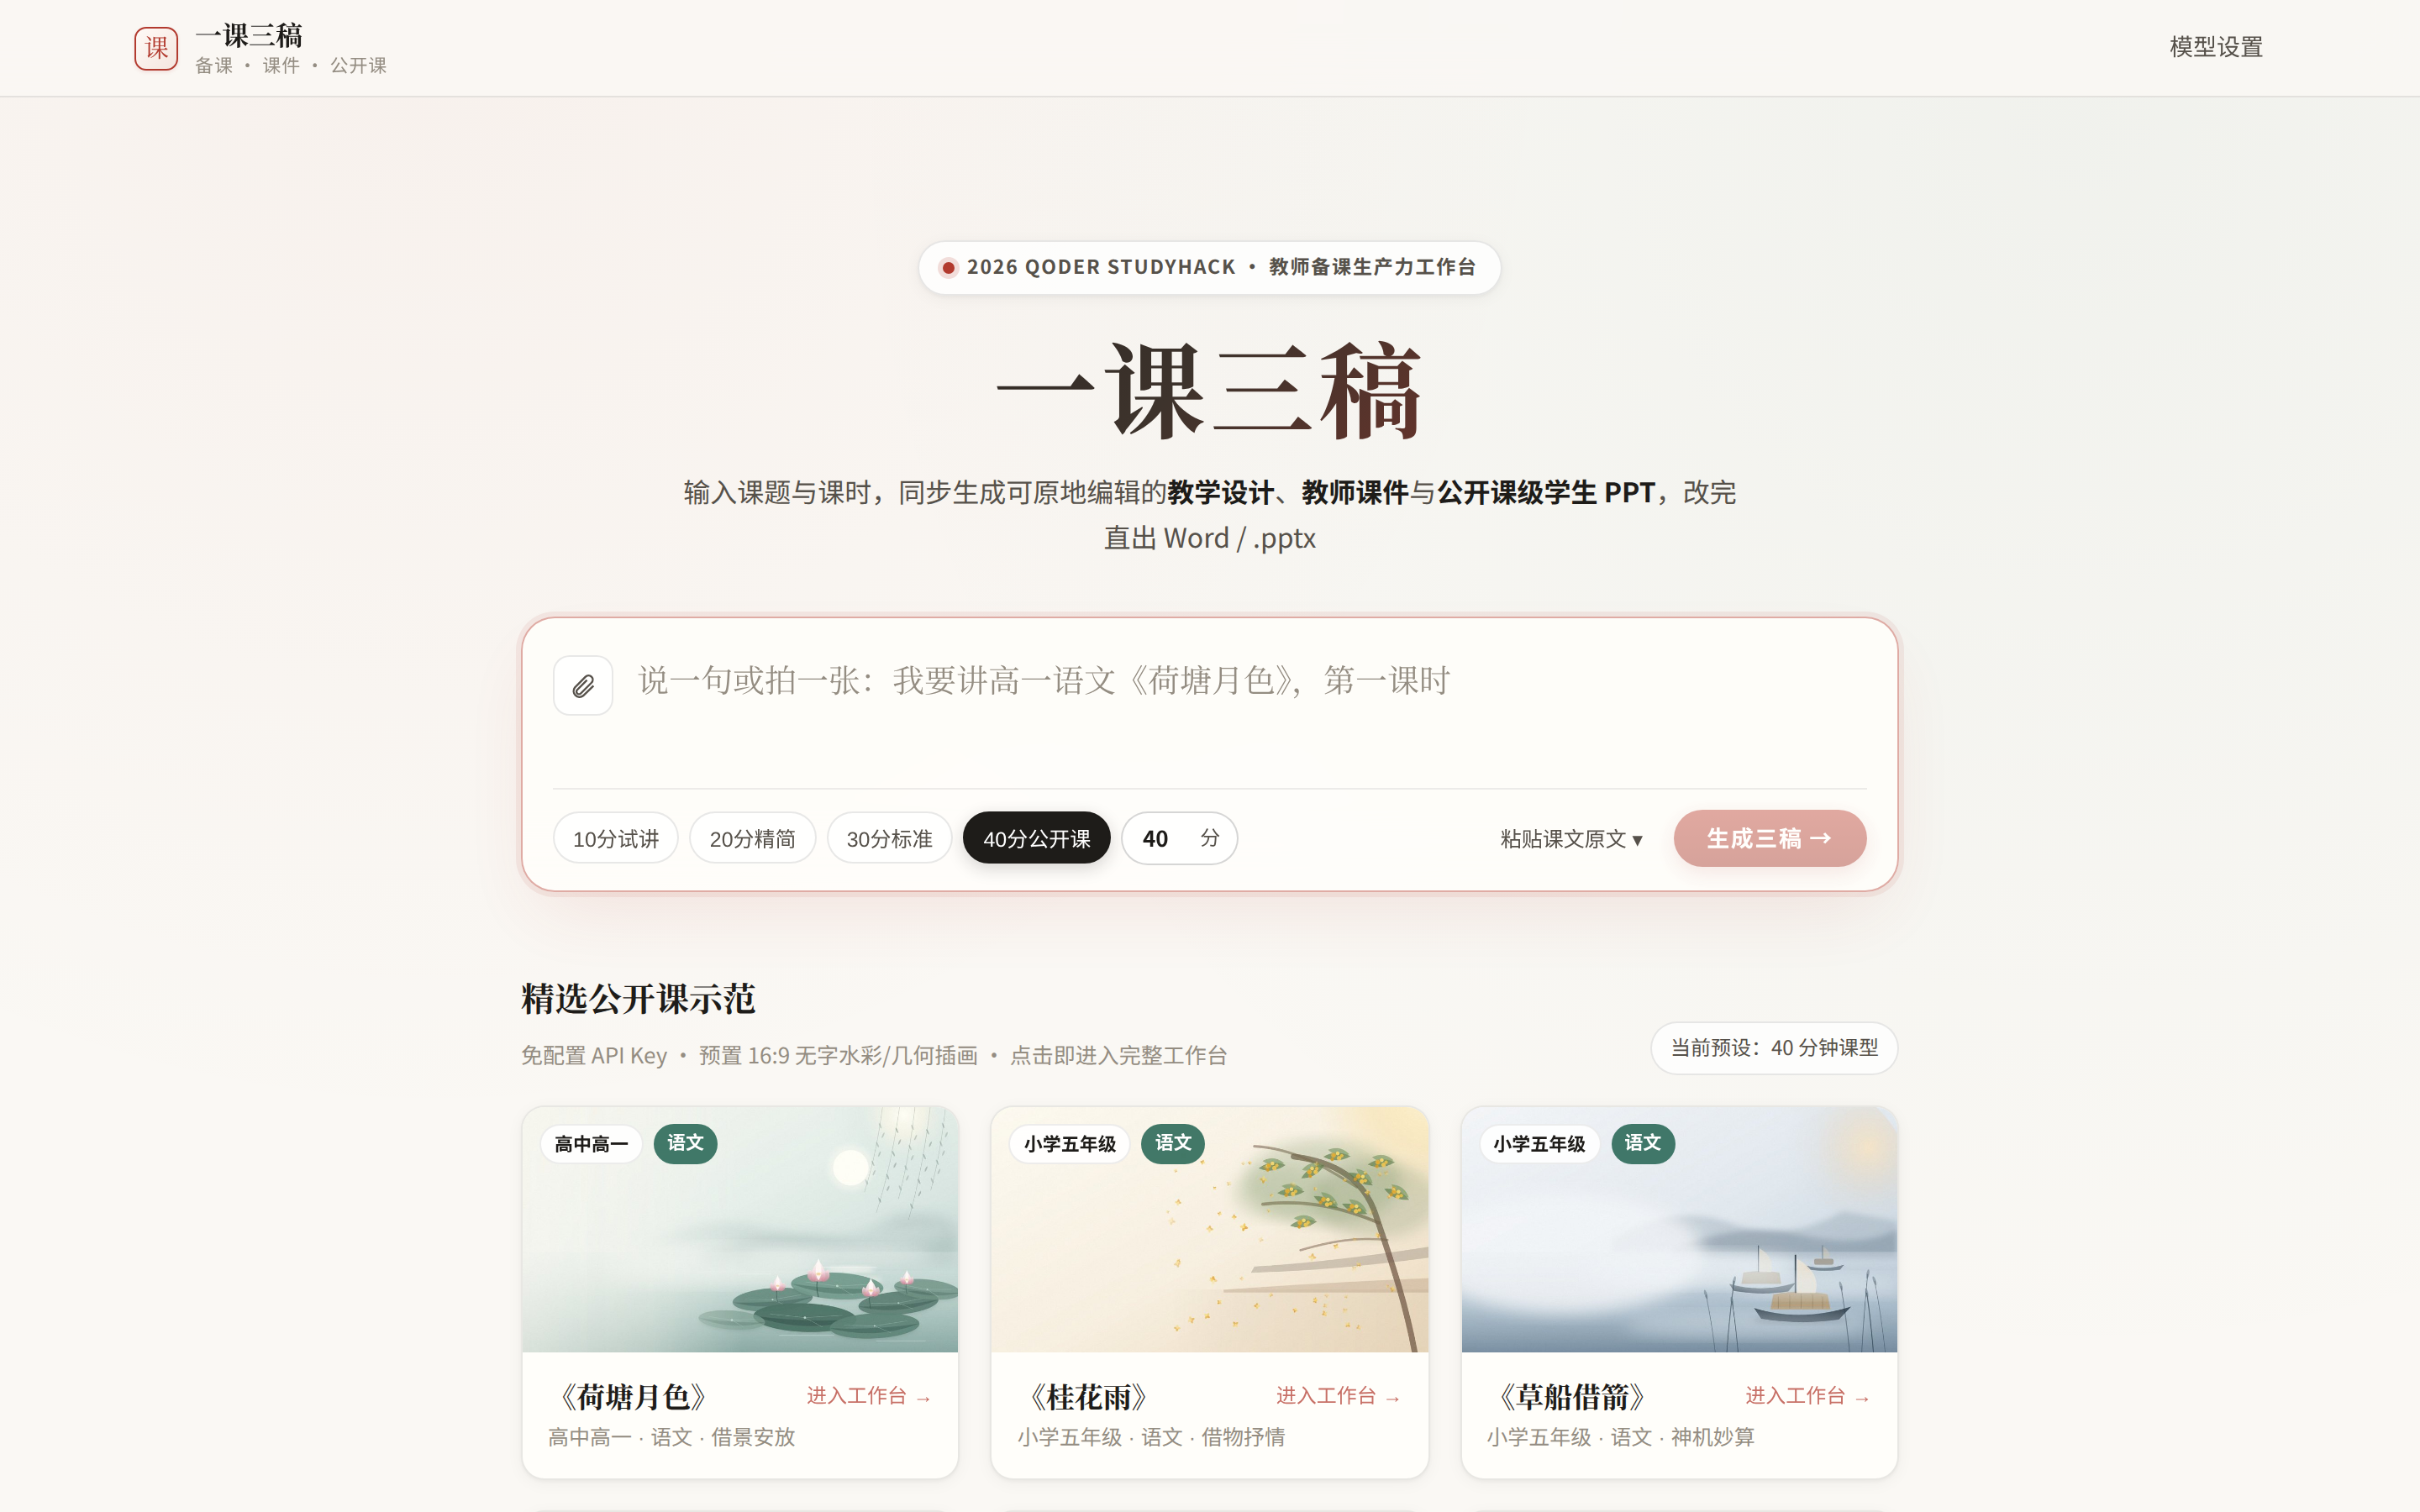 课
一课三稿
备课 · 课件 · 公开课
模型设置
2026 QODER STUDYHACK · 教师备课生产力工作台
一课三稿
输入课题与课时，同步生成可原地编辑的教学设计、教师课件与公开课级学生 PPT，改完
直出 Word / .pptx
说一句或拍一张：我要讲高一语文《荷塘月色》，第一课时
10分试讲 20分精简 30分标准 40分公开课 40 分 粘贴课文原文 ▾ 生成三稿 →
精选公开课示范
免配置 API Key · 预置 16:9 无字水彩/几何插画 · 点击即进入完整工作台
当前预设：40 分钟课型
高中高一 语文
《荷塘月色》 进入工作台 →
高中高一 · 语文 · 借景安放
小学五年级 语文
《桂花雨》 进入工作台 →
小学五年级 · 语文 · 借物抒情
小学五年级 语文
《草船借箭》 进入工作台 →
小学五年级 · 语文 · 神机妙算